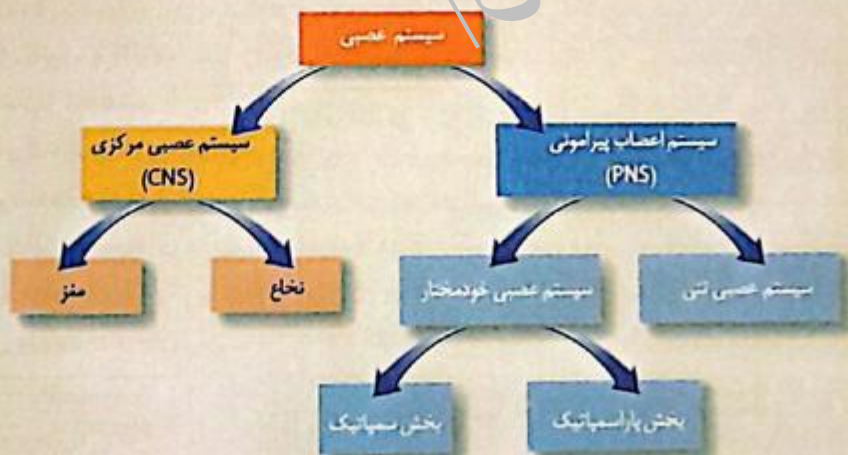 سیستم عصبی
سیستم عصبی مرکزی
(CNS)
سیستم اعصاب پیرامونی
(PNS)
مغز
نخاع
سیستم عصبی خودمختار
سیستم عصبی تنی
بخش سمپاتیک
بخش پاراسمپاتیک